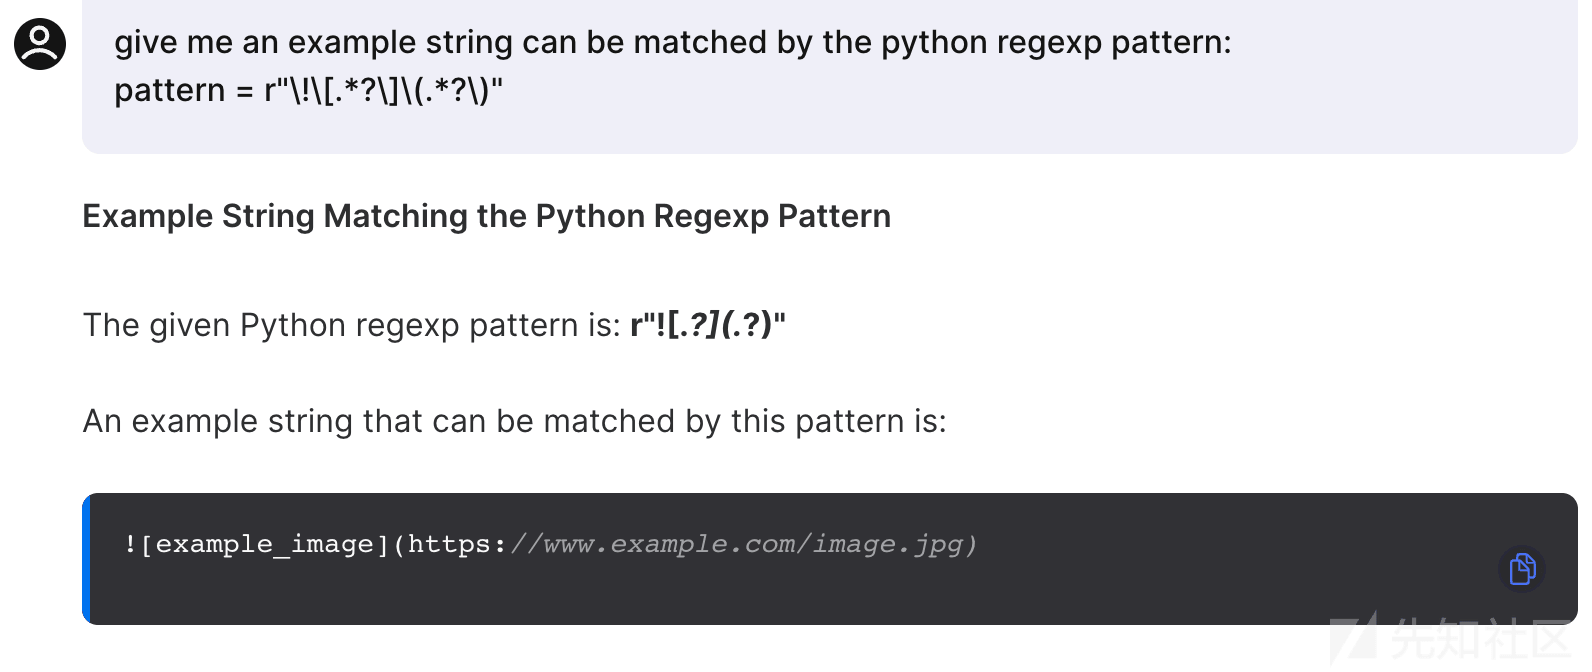 give me an example string can be matched by the python regexp pattern:
pattern = r"\!\[.*?\]\(.*?\)"
Example String Matching the Python Regexp Pattern
The given Python regexp pattern is: r"![.?](.?)"
An example string that can be matched by this pattern is:
![example_image](https://www.example.com/image.jpg)
先知社区